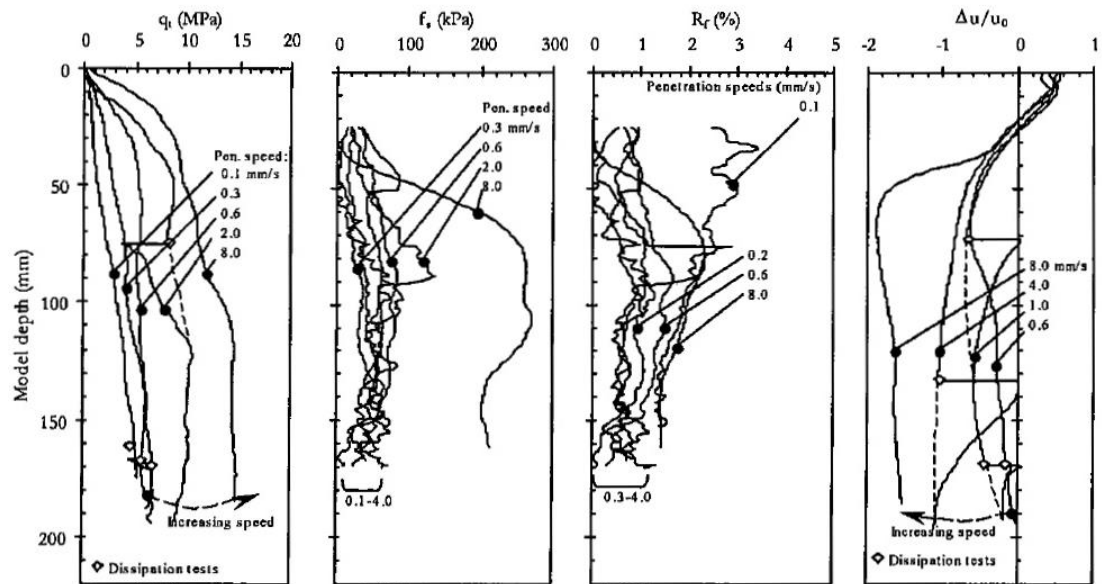 qt (MPa)
0 5 10 15 20
fs (kPa)
0 100 200 300
Rf (%)
0 1 2 3 4 5
Δu/u0
-2 -1 0 1
Model depth (mm)
0
50
100
150
200
Pen. speed:
0.1 mm/s
0.3
0.6
2.0
8.0
Increasing speed
Dissipation tests
Pen. speed
0.3 mm/s
0.6
2.0
8.0
0.1-4.0
Penetration speeds (mm/s)
0.1
0.2
0.6
8.0
0.3-4.0
8.0 mm/s
4.0
1.0
0.6
Increasing speed
Dissipation tests